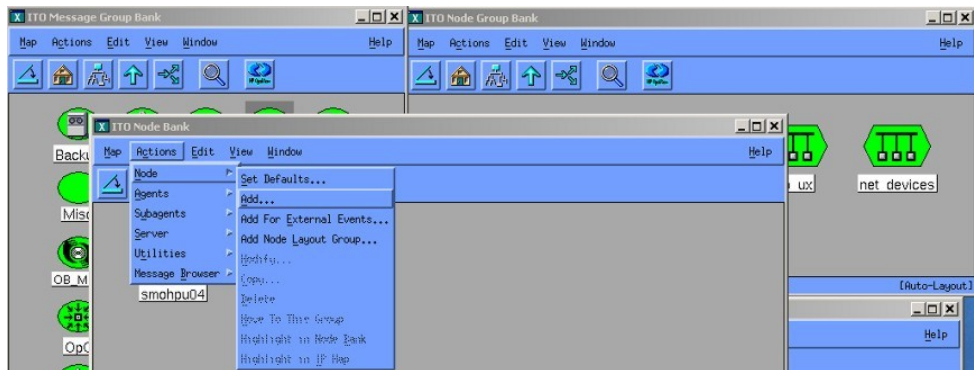 ITO Message Group Bank
Map Actions Edit View Window Help
ITO Node Group Bank
Map Actions Edit View Window Help
ITO Node Bank
Map Actions Edit View Window Help
Node
Agents
Subagents
Server
Utilities
Message Browser
Set Defaults...
Add...
Add For External Events...
Add Node Layout Group...
Modify...
Copy...
Delete
Move To This Group
Highlight in Node Bank
Highlight in IP Map
smohpu04
Backu
Misc
OB_M
OpC
ux
net_devices
[Auto-Layout]
Help